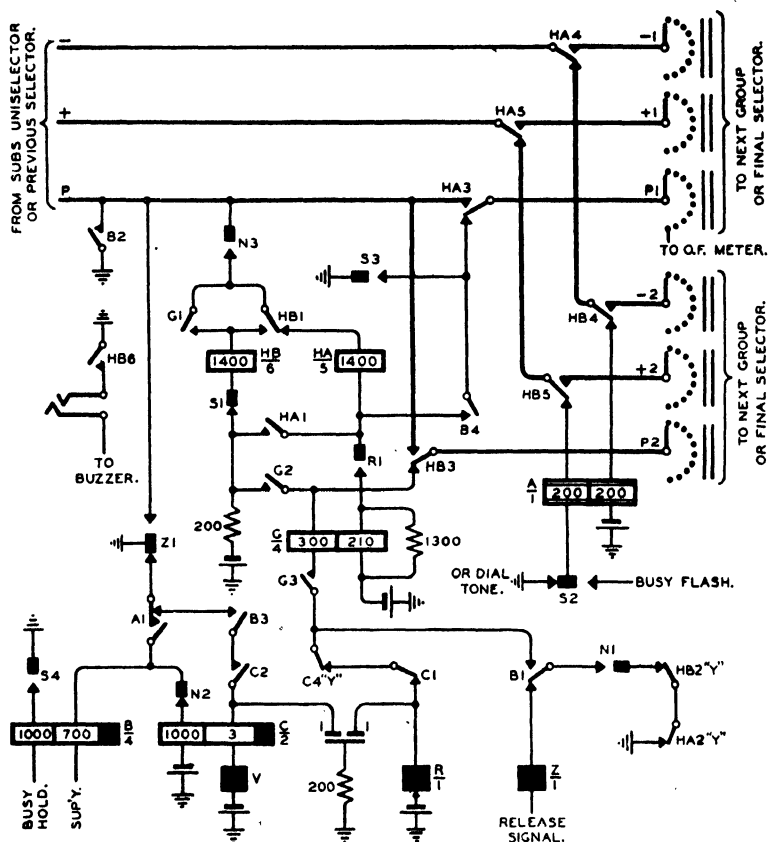 FROM SUBS UNISELECTOR
OR PREVIOUS SELECTOR.
−
+
P
HA4
−1
HA5
+1
HA3
P1
TO NEXT GROUP
OR FINAL SELECTOR.
TO O.F. METER.
B2
N3
S3
G1
HB1
−2
HB4
HB6
1400
HB
6
HA
5
1400
+2
HB5
TO NEXT GROUP
OR FINAL SELECTOR.
S1
HA1
B4
P2
TO
BUZZER.
R1
HB3
G2
A
1
200
200
200
G
4
300
210
1300
Z1
G3
OR DIAL
TONE.
S2
BUSY FLASH.
A1
B3
S4
C2
C4"Y"
C1
B1
N1
HB2"Y"
N2
HA2"Y"
1000
700
B
4
1000
3
C
2
1
1
V
200
R
1
Z
1
BUSY
HOLD.
SUP'Y.
RELEASE
SIGNAL.